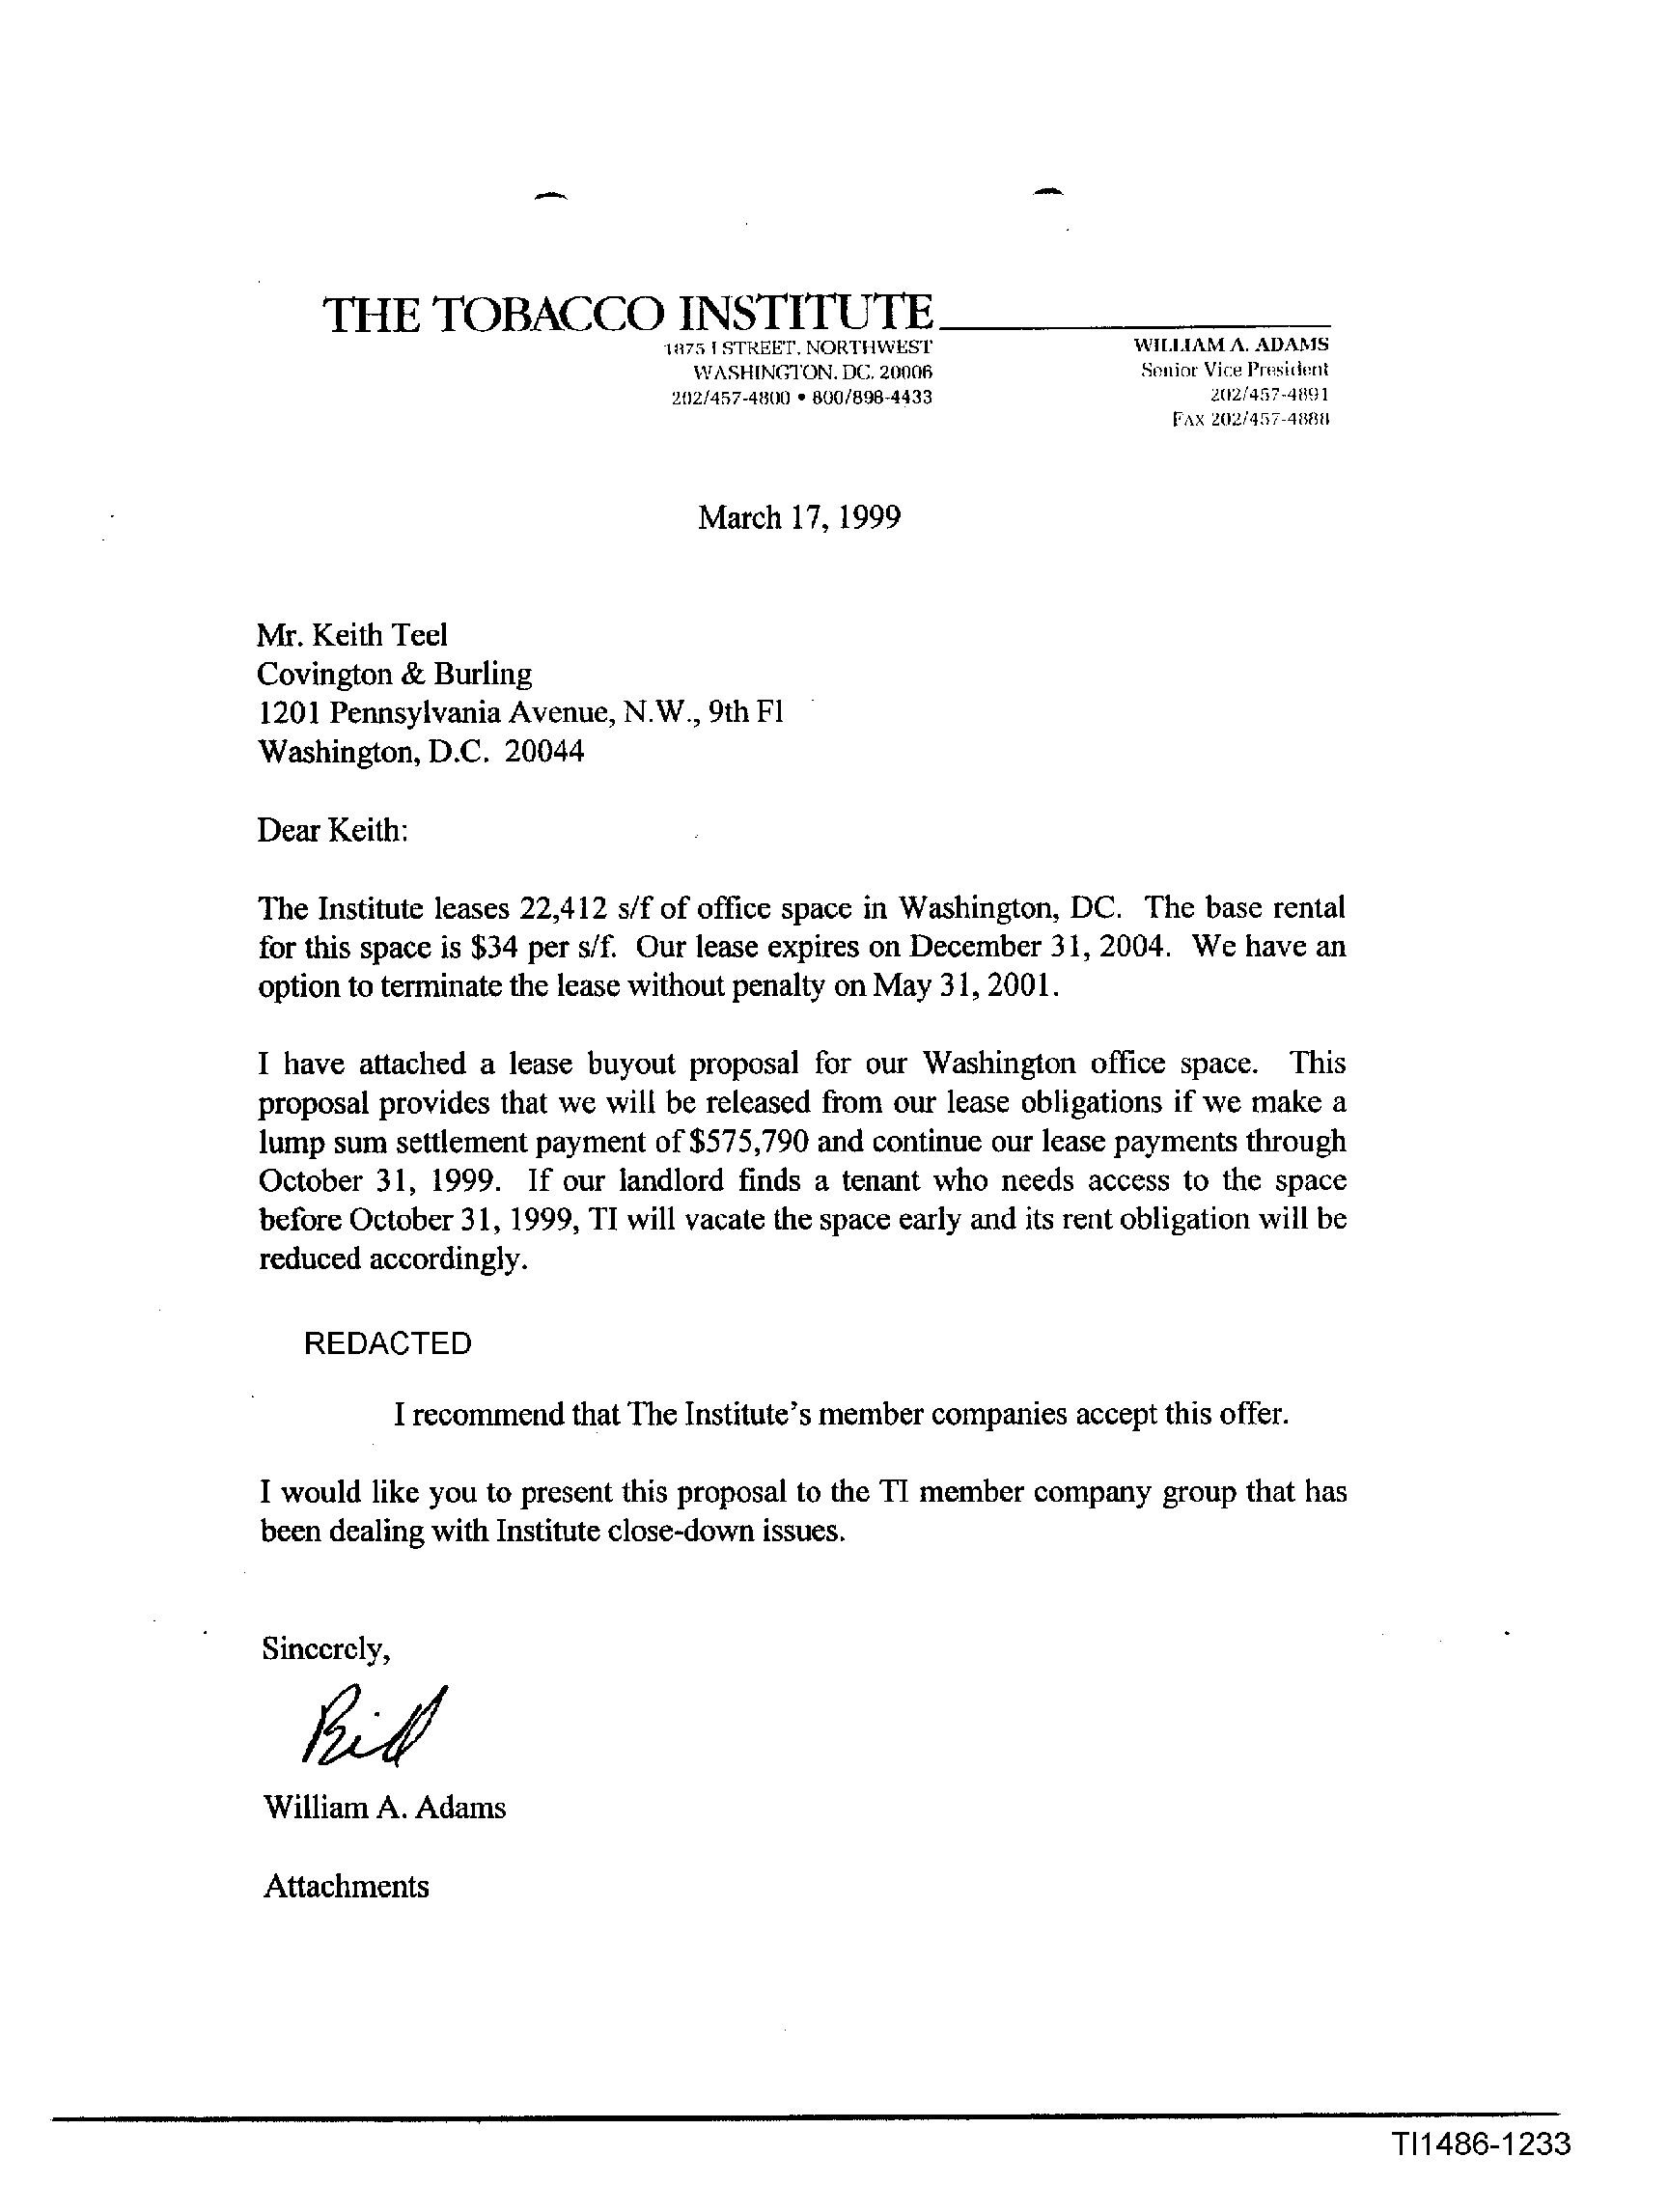 THE TOBACCO INSTITUTE
1875 I STREET, NORTHWEST
WASHINGTON, DC. 20006
202/457-4800 • 800/898-4433
WILLIAM A. ADAMS
Senior Vice President
202/457-4891
FAX 202/457-4888
March 17, 1999
Mr. Keith Teel
Covington & Burling
1201 Pennsylvania Avenue, N.W., 9th Fl
Washington, D.C. 20044
Dear Keith:
The Institute leases 22,412 s/f of office space in Washington, DC. The base rental
for this space is $34 per s/f. Our lease expires on December 31, 2004. We have an
option to terminate the lease without penalty on May 31, 2001.
I have attached a lease buyout proposal for our Washington office space. This
proposal provides that we will be released from our lease obligations if we make a
lump sum settlement payment of $575,790 and continue our lease payments through
October 31, 1999. If our landlord finds a tenant who needs access to the space
before October 31, 1999, TI will vacate the space early and its rent obligation will be
reduced accordingly.
REDACTED
I recommend that The Institute's member companies accept this offer.
I would like you to present this proposal to the TI member company group that has
been dealing with Institute close-down issues.
Sincerely,
Bill
William A. Adams
Attachments
TI1486-1233